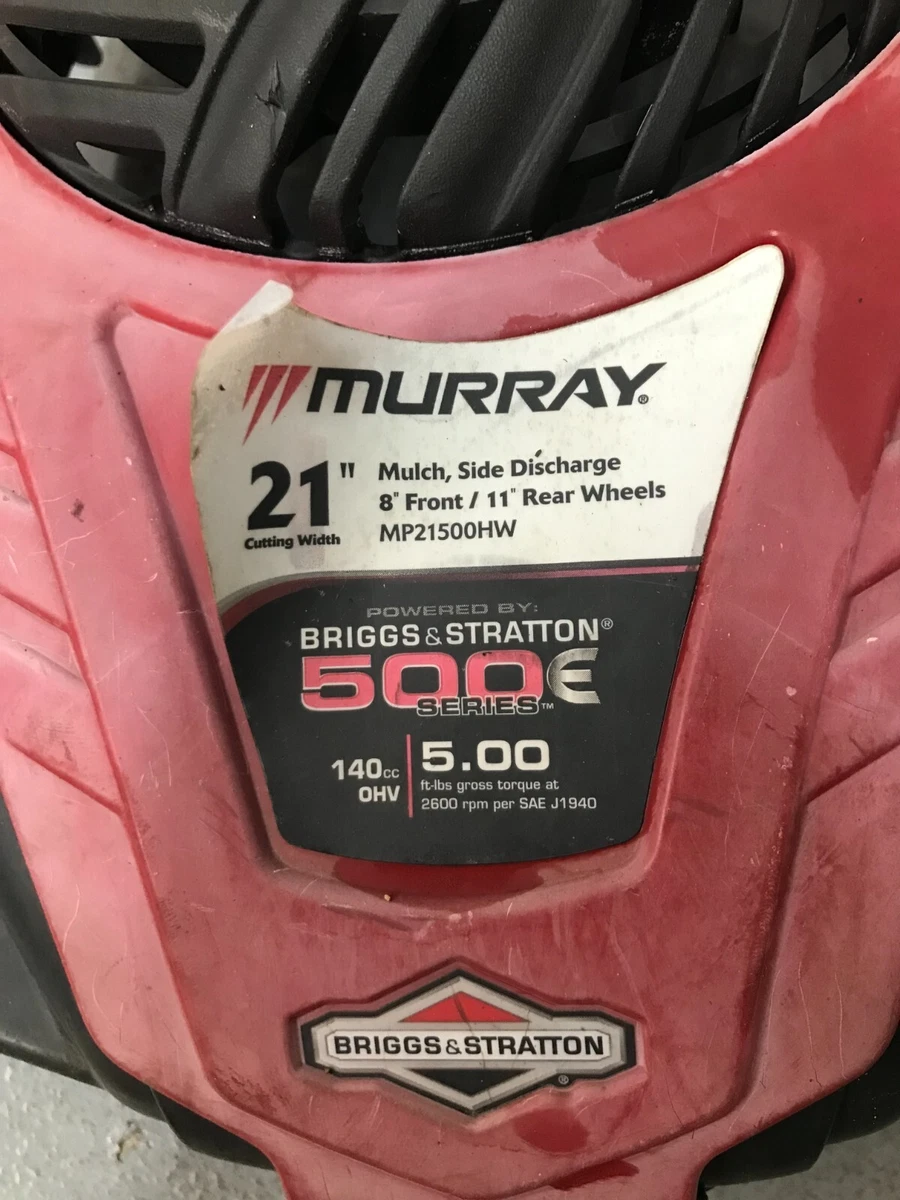 MURRAY®
21"
Cutting Width
Mulch, Side Discharge
8" Front / 11" Rear Wheels
MP21500HW
POWERED BY:
BRIGGS&STRATTON®
500E
SERIES™
140cc
OHV
5.00
ft-lbs gross torque at
2600 rpm per SAE J1940
BRIGGS&STRATTON
®